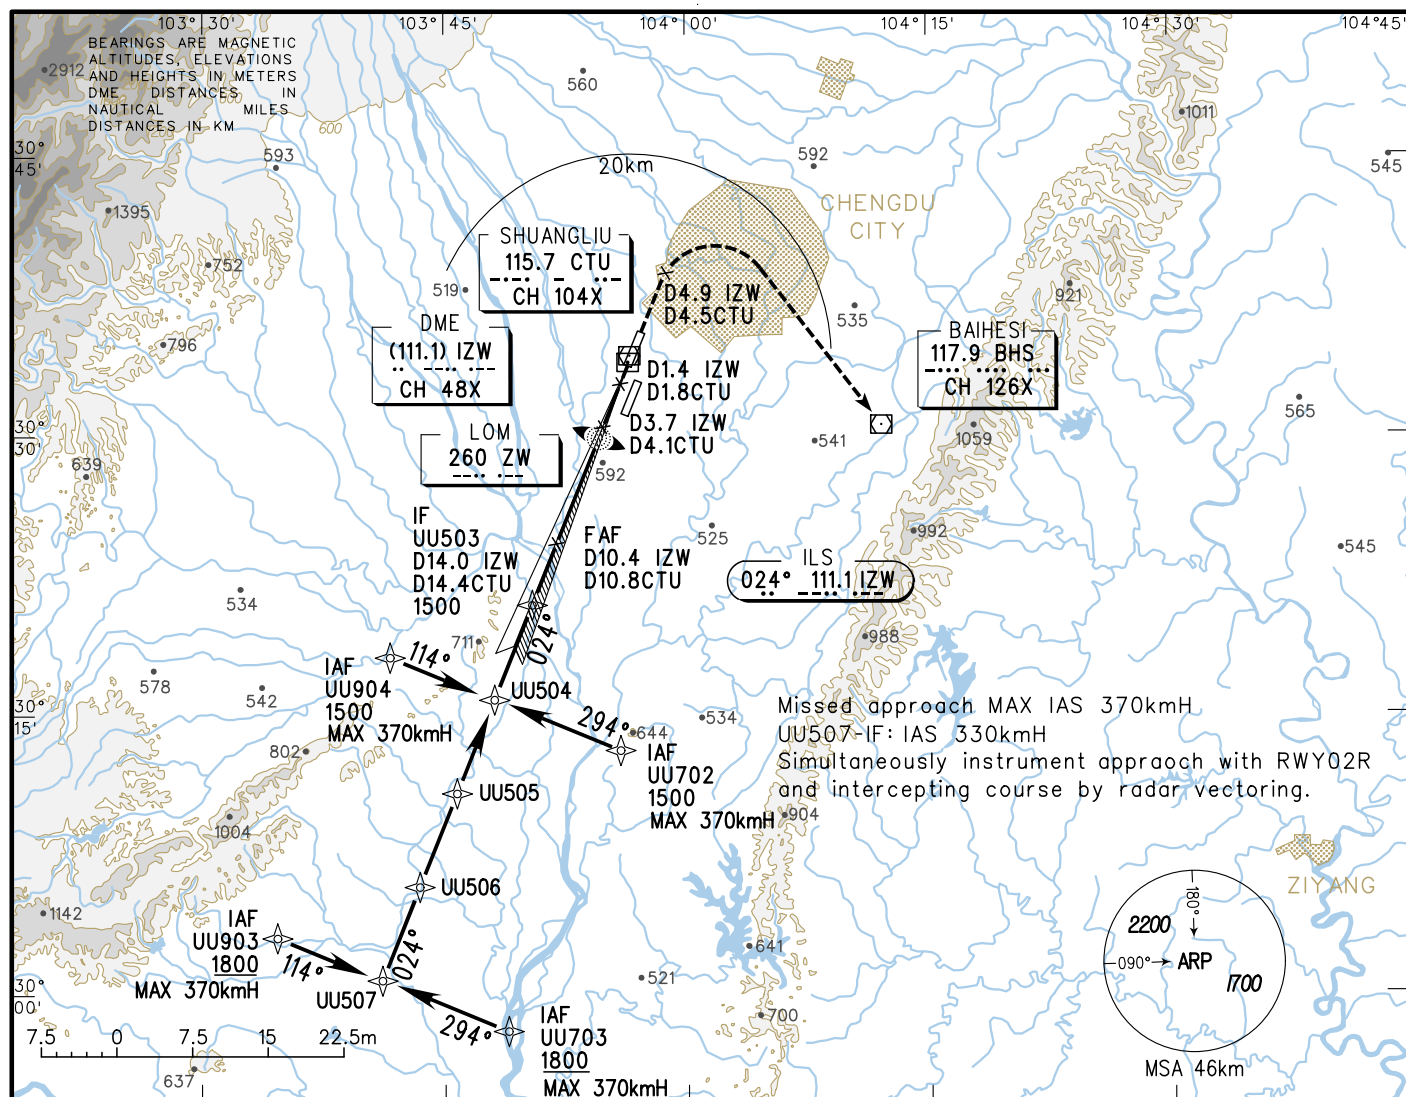 103°30'
103°45'
104°00'
104°15'
104°30'
104°45'
BEARINGS ARE MAGNETIC
ALTITUDES, ELEVATIONS
AND HEIGHTS IN METERS
DME DISTANCES IN
NAUTICAL MILES
DISTANCES IN KM
2912
600
560
1011
30°
45'
593
20km
592
545
1395
CHENGDU
CITY
752
SHUANGLIU
115.7 CTU
CH 104X
519
D4.9 IZW
D4.5CTU
921
535
DME
(111.1) IZW
CH 48X
796
BAIHESI
117.9 BHS
CH 126X
D1.4 IZW
D1.8CTU
565
D3.7 IZW
D4.1CTU
LOM
260 ZW
30°
30'
541
1059
639
592
IF
UU503
D14.0 IZW
D14.4CTU
1500
FAF
D10.4 IZW
D10.8CTU
525
992
545
ILS
024° 111.1 IZW
534
024°
711
988
114°
IAF
UU904
1500
MAX 370kmH
578
542
UU504
30°
15'
294°
644
534
Missed approach MAX IAS 370kmH
UU507-IF: IAS 330kmH
Simultaneously instrument appraoch with RWY02R
and intercepting course by radar vectoring.
802
IAF
UU702
1500
MAX 370kmH
UU505
1004
904
UU506
ZIYANG
1142
IAF
UU903
1800
MAX 370kmH
114°
024°
UU507
641
521
180°
2200
090°
ARP
1700
30°
00'
294°
IAF
UU703
1800
MAX 370kmH
700
7.5 0 7.5 15 22.5m
637
MSA 46km